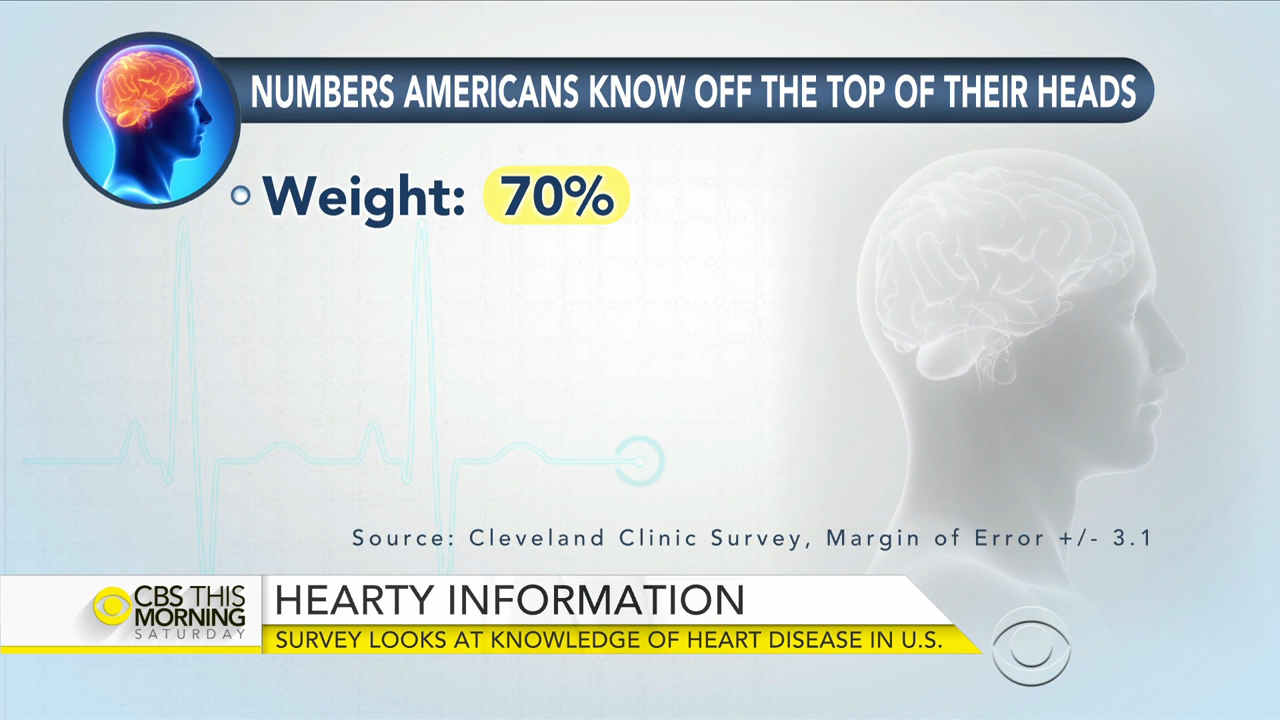 NUMBERS AMERICANS KNOW OFF THE TOP OF THEIR HEADS
Weight: 70%
Source: Cleveland Clinic Survey, Margin of Error +/- 3.1
CBS THIS
MORNING
SATURDAY
HEARTY INFORMATION
SURVEY LOOKS AT KNOWLEDGE OF HEART DISEASE IN U.S.